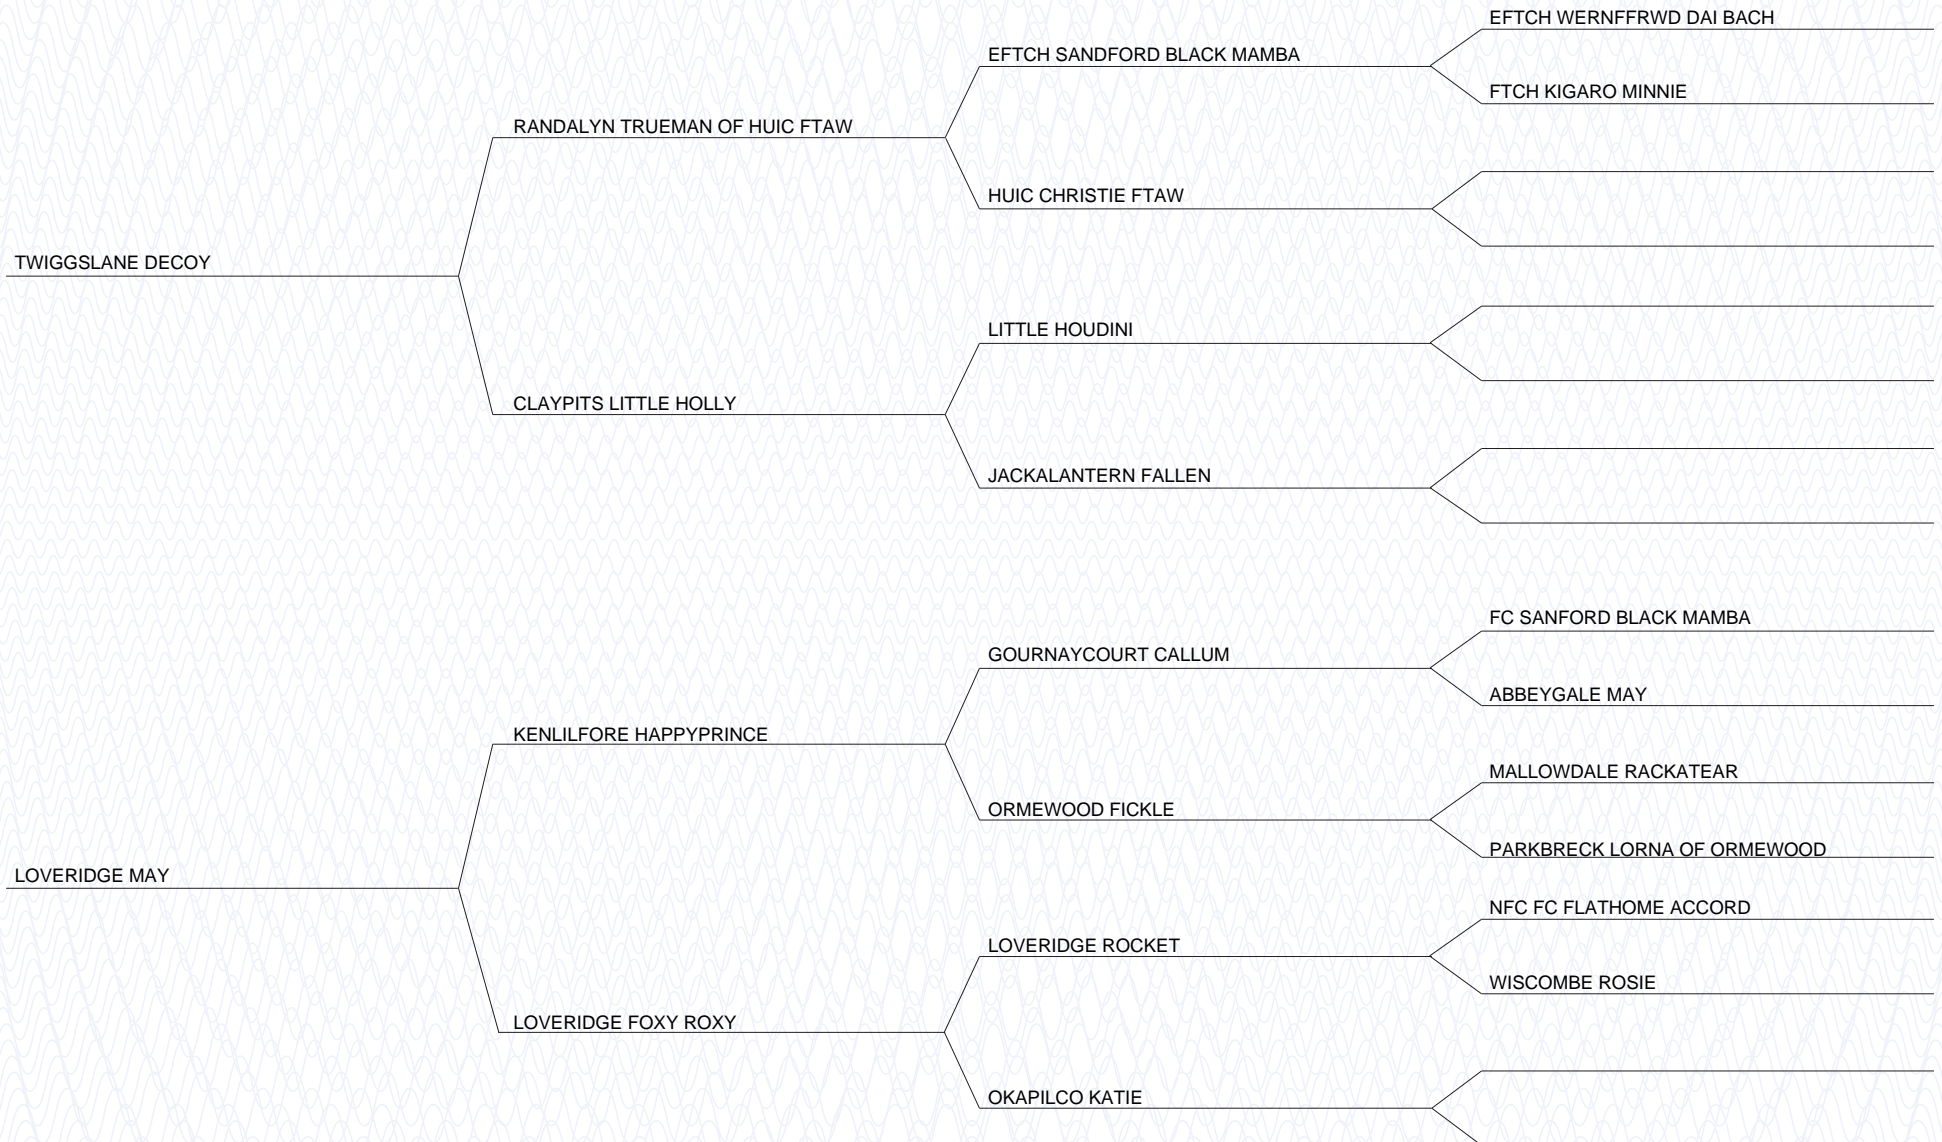 EFTCH WERNFFRWD DAI BACH
EFTCH SANDFORD BLACK MAMBA
FTCH KIGARO MINNIE
RANDALYN TRUEMAN OF HUIC FTAW
HUIC CHRISTIE FTAW
TWIGGSLANE DECOY
LITTLE HOUDINI
CLAYPITS LITTLE HOLLY
JACKALANTERN FALLEN
FC SANFORD BLACK MAMBA
GOURNAYCOURT CALLUM
ABBEYGALE MAY
KENLILFORE HAPPYPRINCE
MALLOWDALE RACKATEAR
ORMEWOOD FICKLE
PARKBRECK LORNA OF ORMEWOOD
LOVERIDGE MAY
NFC FC FLATHOME ACCORD
LOVERIDGE ROCKET
WISCOMBE ROSIE
LOVERIDGE FOXY ROXY
OKAPILCO KATIE